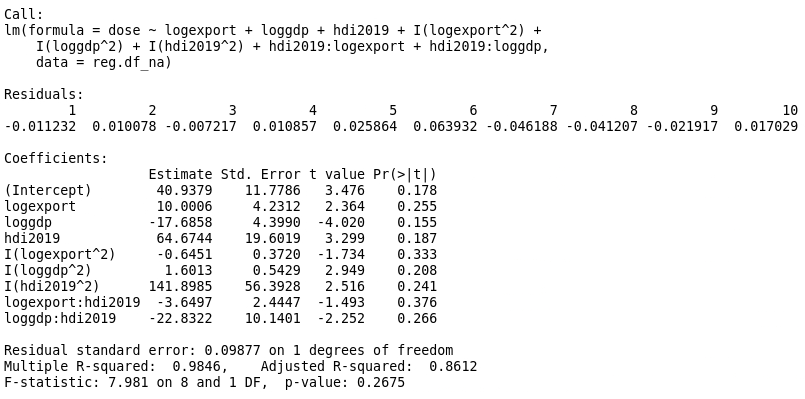 Call:
lm(formula = dose ~ logexport + loggdp + hdi2019 + I(logexport^2) +
    I(loggdp^2) + I(hdi2019^2) + hdi2019:logexport + hdi2019:loggdp,
    data = reg.df_na)

Residuals:
        1         2         3         4         5         6         7         8         9        10
-0.011232  0.010078 -0.007217  0.010857  0.025864  0.063932 -0.046188 -0.041207 -0.021917  0.017029

Coefficients:
                  Estimate Std. Error t value Pr(>|t|)
(Intercept)        40.9379    11.7786   3.476    0.178
logexport          10.0006     4.2312   2.364    0.255
loggdp            -17.6858     4.3990  -4.020    0.155
hdi2019            64.6744    19.6019   3.299    0.187
I(logexport^2)     -0.6451     0.3720  -1.734    0.333
I(loggdp^2)         1.6013     0.5429   2.949    0.208
I(hdi2019^2)      141.8985    56.3928   2.516    0.241
logexport:hdi2019  -3.6497     2.4447  -1.493    0.376
loggdp:hdi2019    -22.8322    10.1401  -2.252    0.266

Residual standard error: 0.09877 on 1 degrees of freedom
Multiple R-squared:  0.9846,    Adjusted R-squared:  0.8612
F-statistic: 7.981 on 8 and 1 DF,  p-value: 0.2675